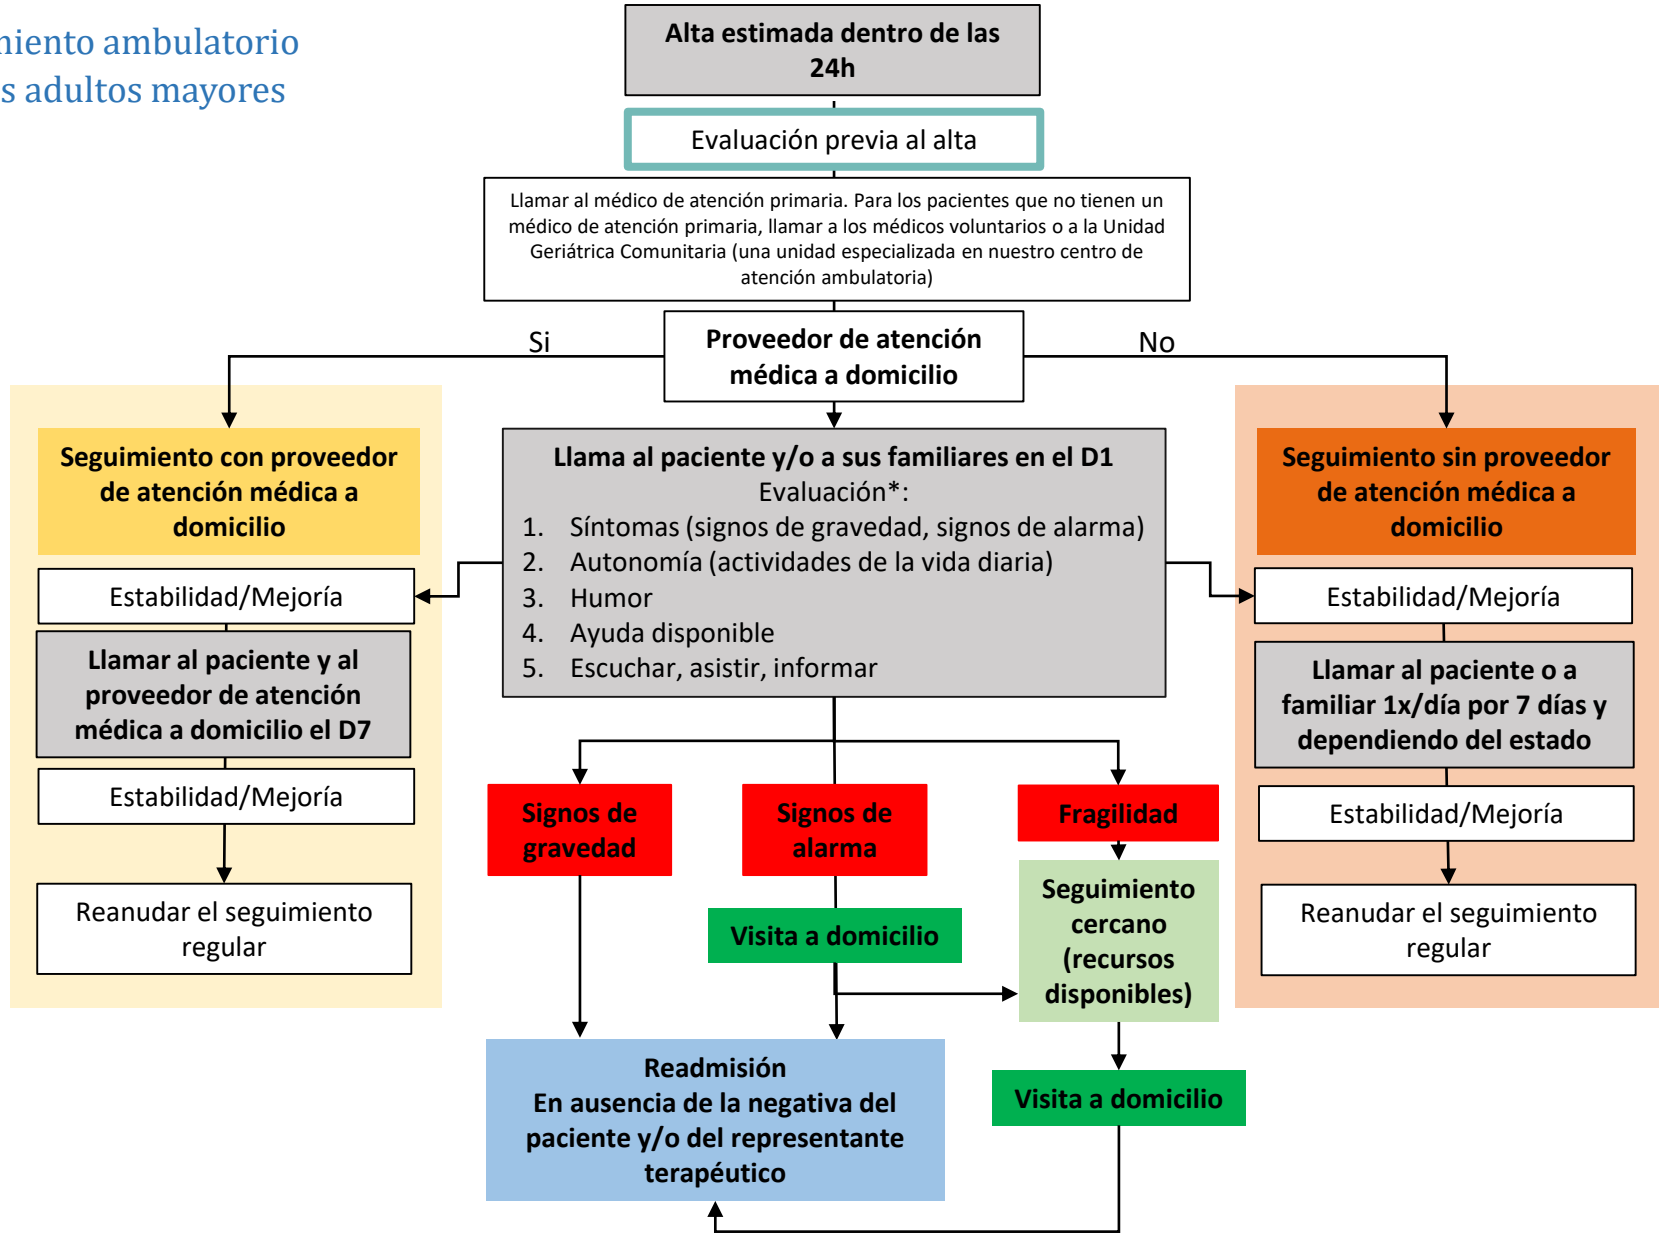 miento ambulatorio
s adultos mayores
Alta estimada dentro de las
24h
Evaluación previa al alta
Llamar al médico de atención primaria. Para los pacientes que no tienen un
médico de atención primaria, llamar a los médicos voluntarios o a la Unidad
Geriátrica Comunitaria (una unidad especializada en nuestro centro de
atención ambulatoria)
Si
Proveedor de atención
médica a domicilio
No
Seguimiento con proveedor
de atención médica a
domicilio
Estabilidad/Mejoría
Llamar al paciente y al
proveedor de atención
médica a domicilio el D7
Estabilidad/Mejoría
Reanudar el seguimiento
regular
Llama al paciente y/o a sus familiares en el D1
Evaluación*:
1. Síntomas (signos de gravedad, signos de alarma)
2. Autonomía (actividades de la vida diaria)
3. Humor
4. Ayuda disponible
5. Escuchar, asistir, informar
Signos de
gravedad
Signos de
alarma
Fragilidad
Visita a domicilio
Seguimiento
cercano
(recursos
disponibles)
Readmisión
En ausencia de la negativa del
paciente y/o del representante
terapéutico
Visita a domicilio
Seguimiento sin proveedor
de atención médica a
domicilio
Estabilidad/Mejoría
Llamar al paciente o a
familiar 1x/día por 7 días y
dependiendo del estado
Estabilidad/Mejoría
Reanudar el seguimiento
regular